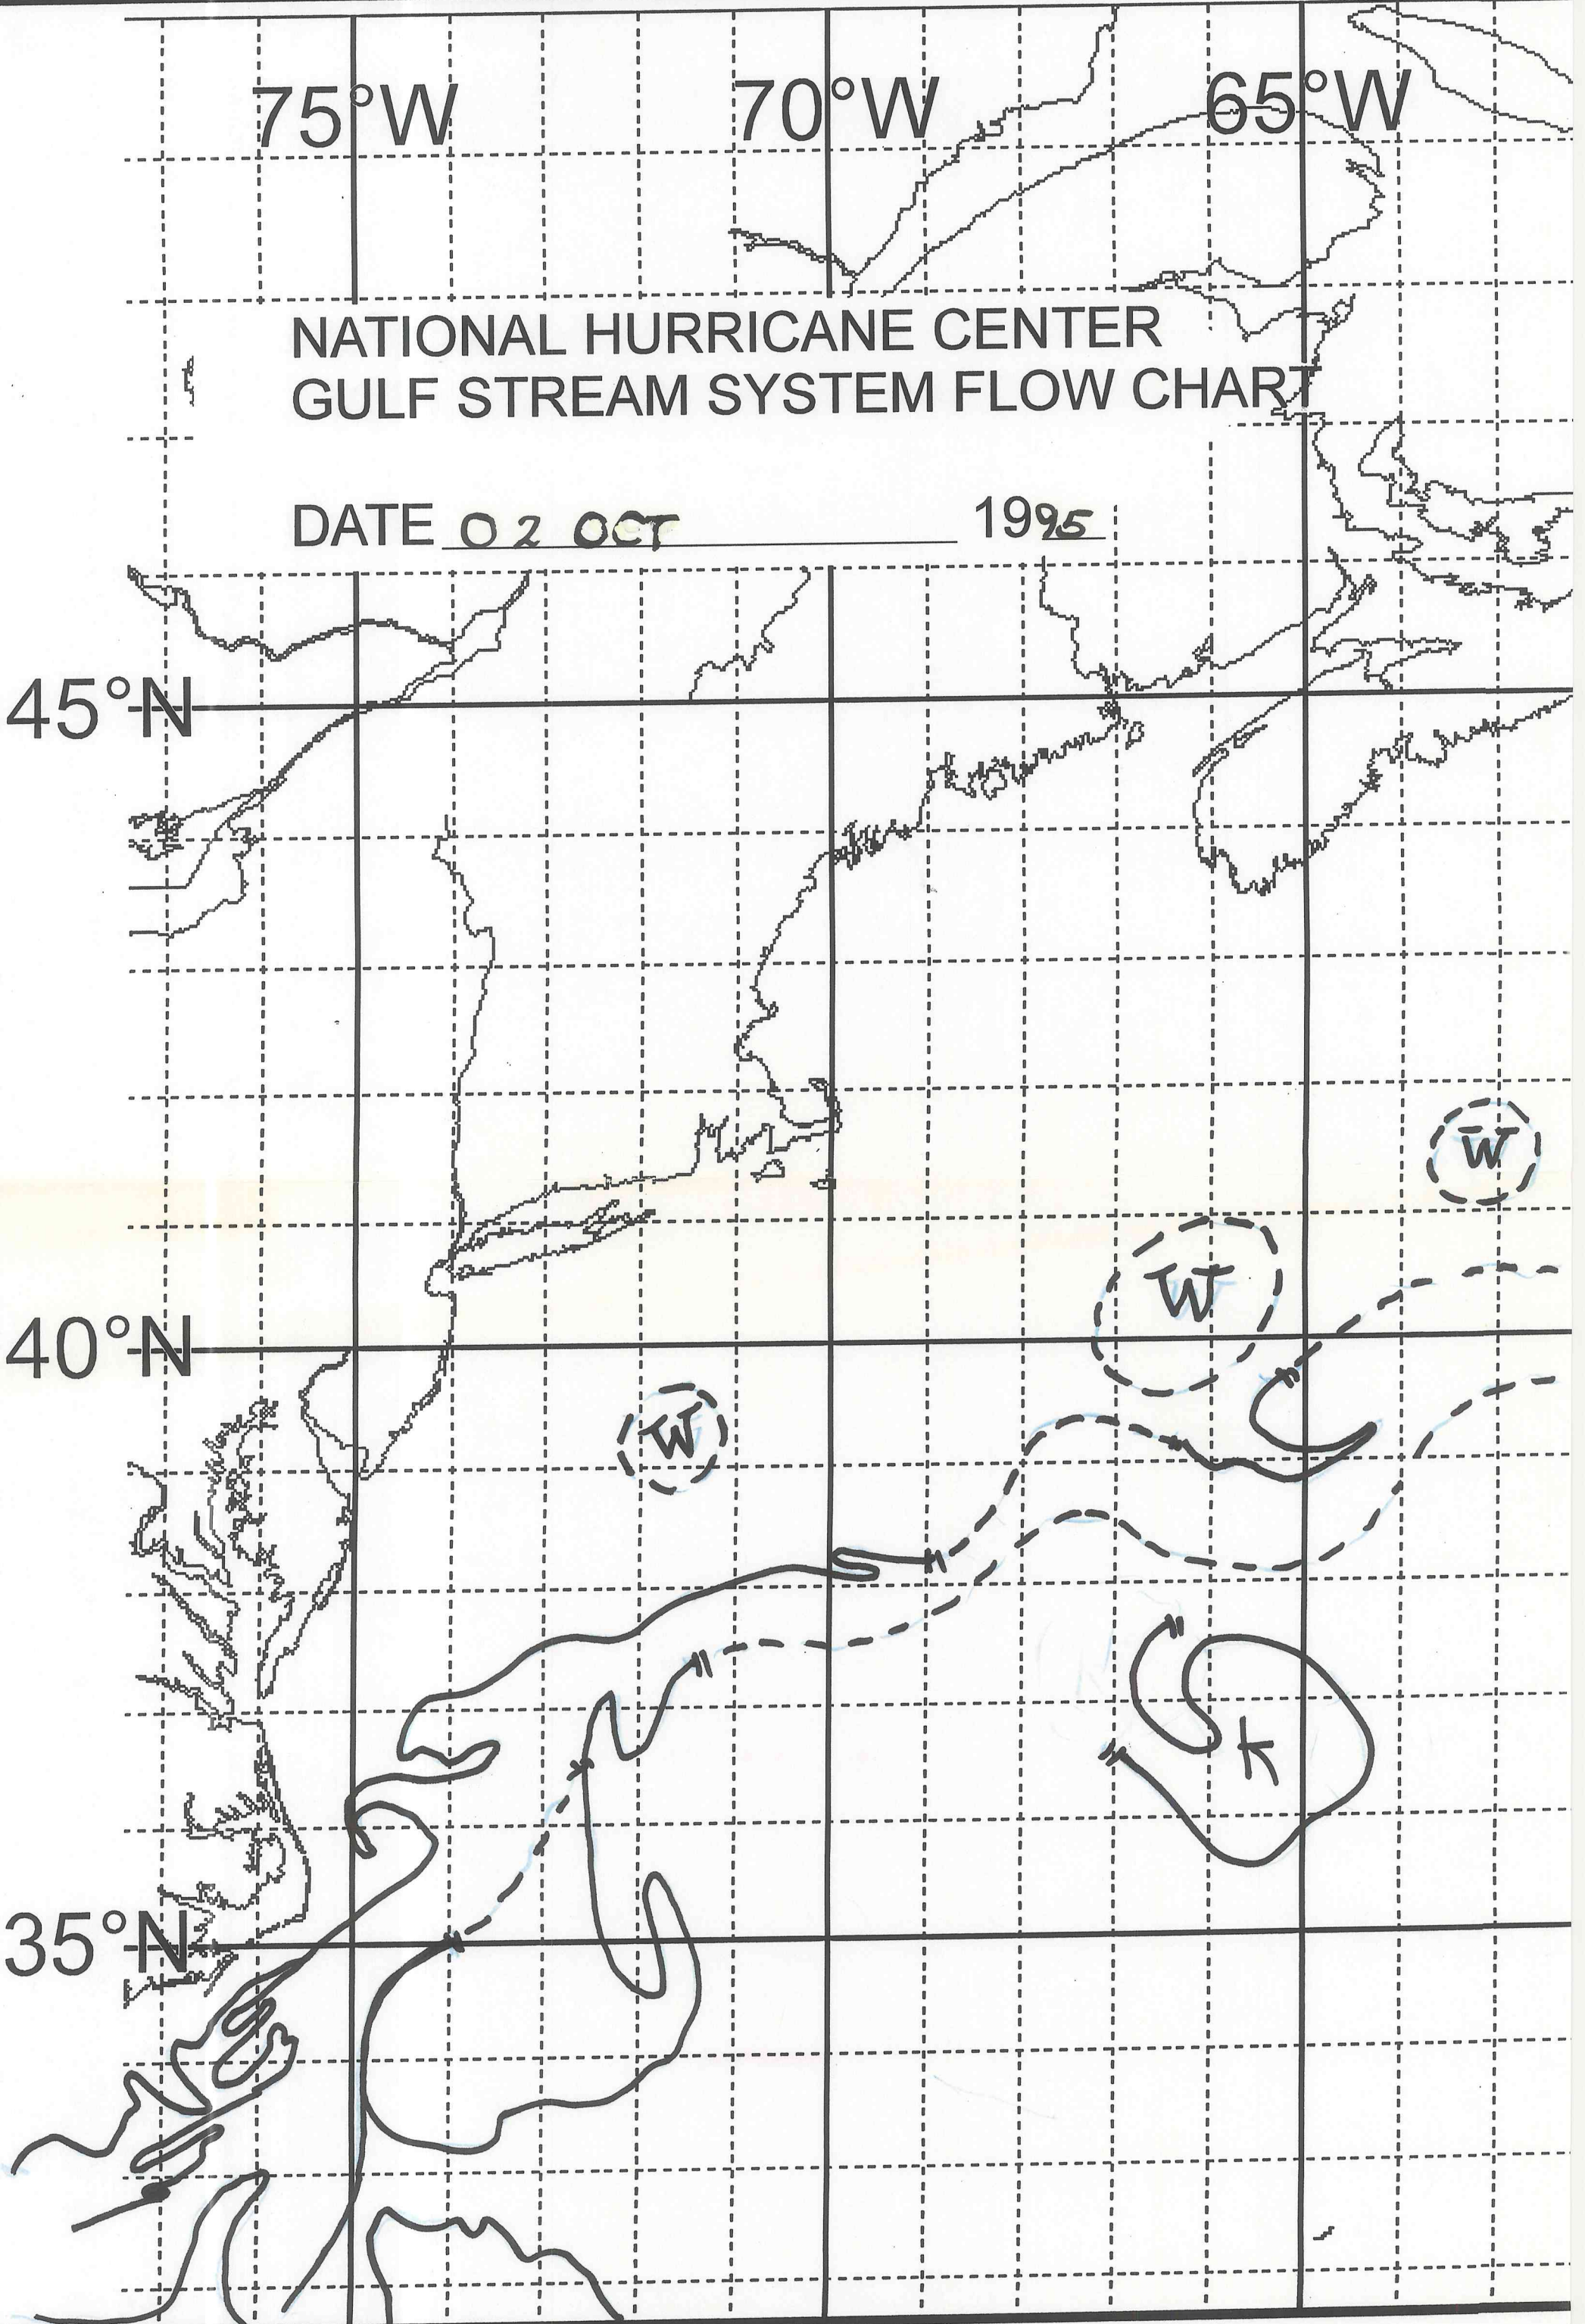 75°W 70°W 65°W
NATIONAL HURRICANE CENTER
GULF STREAM SYSTEM FLOW CHART
DATE 02 OCT 1995
45°N
W
W
40°N
W
K
35°N